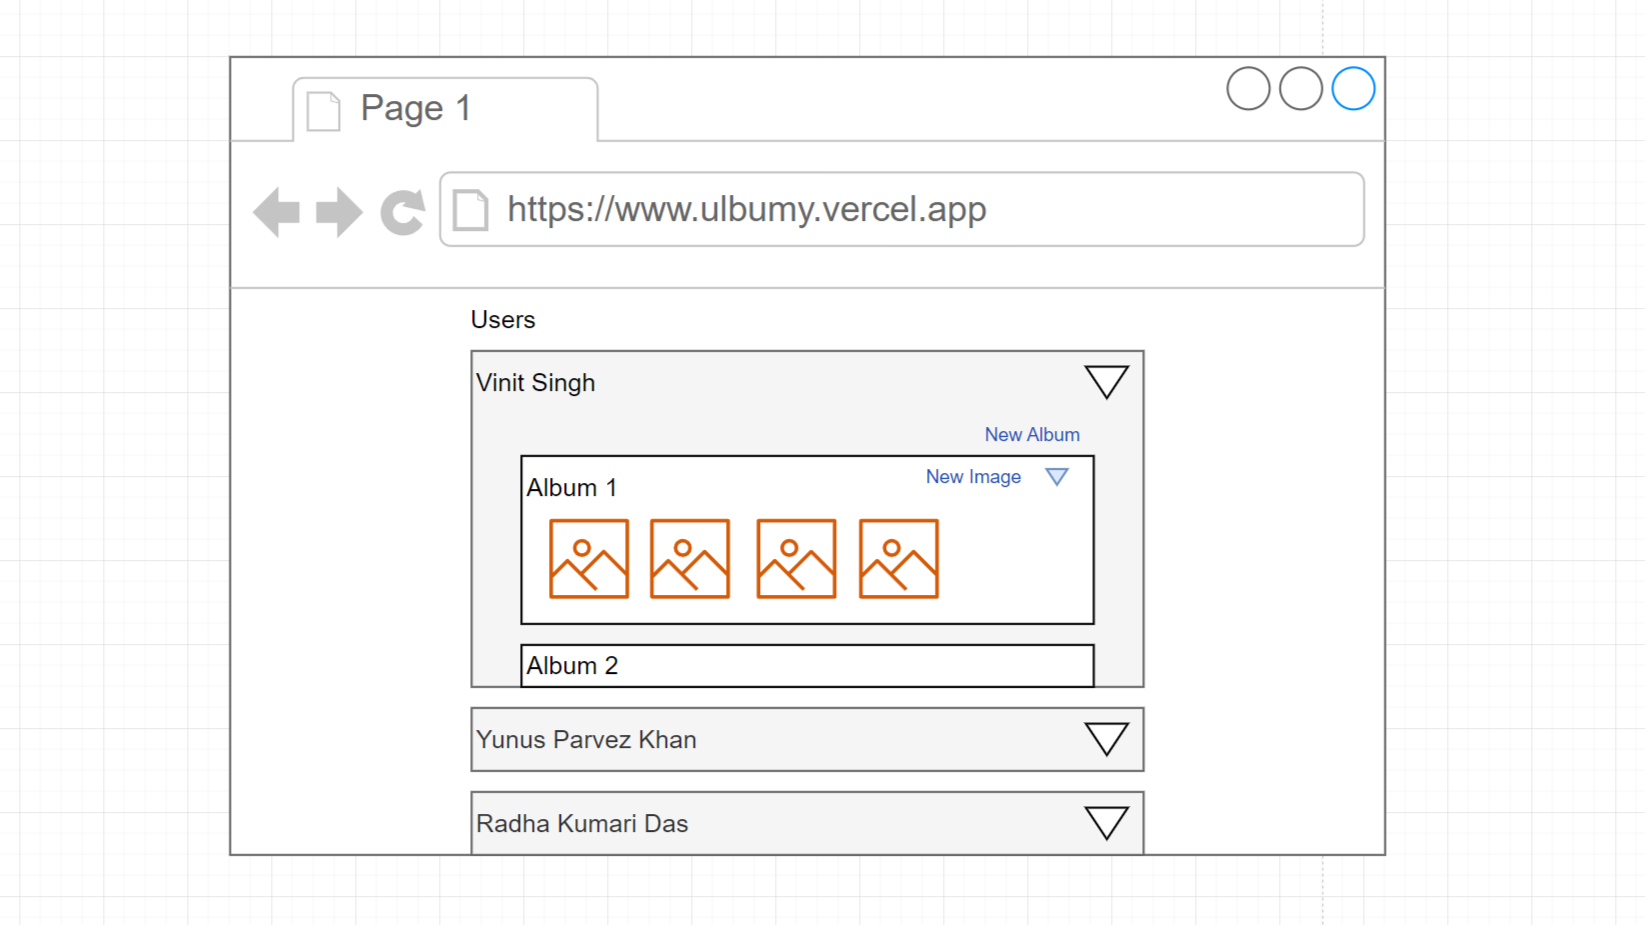 Page 1
https://www.ulbumy.vercel.app
Users
Vinit Singh
New Album
Album 1
New Image
Album 2
Yunus Parvez Khan
Radha Kumari Das